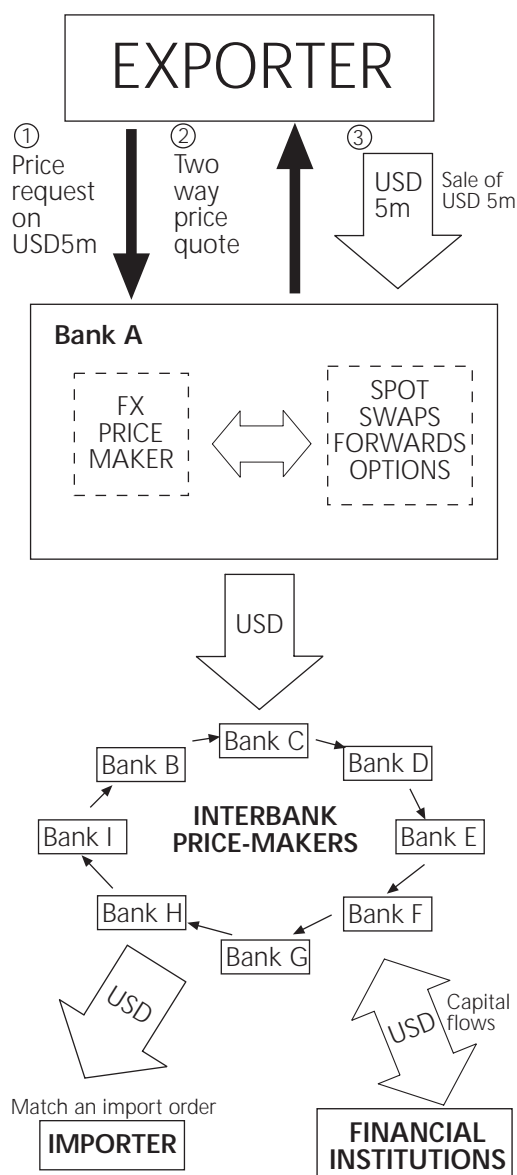 EXPORTER
①
Price
request
on
USD5m
②
Two
way
price
quote
③
USD
5m
Sale of
USD 5m
Bank A
FX
PRICE
MAKER
SPOT
SWAPS
FORWARDS
OPTIONS
USD
Bank C
Bank B
Bank D
INTERBANK
PRICE-MAKERS
Bank I
Bank E
Bank H
Bank F
Bank G
USD
USD
Capital
flows
Match an import order
IMPORTER
FINANCIAL
INSTITUTIONS